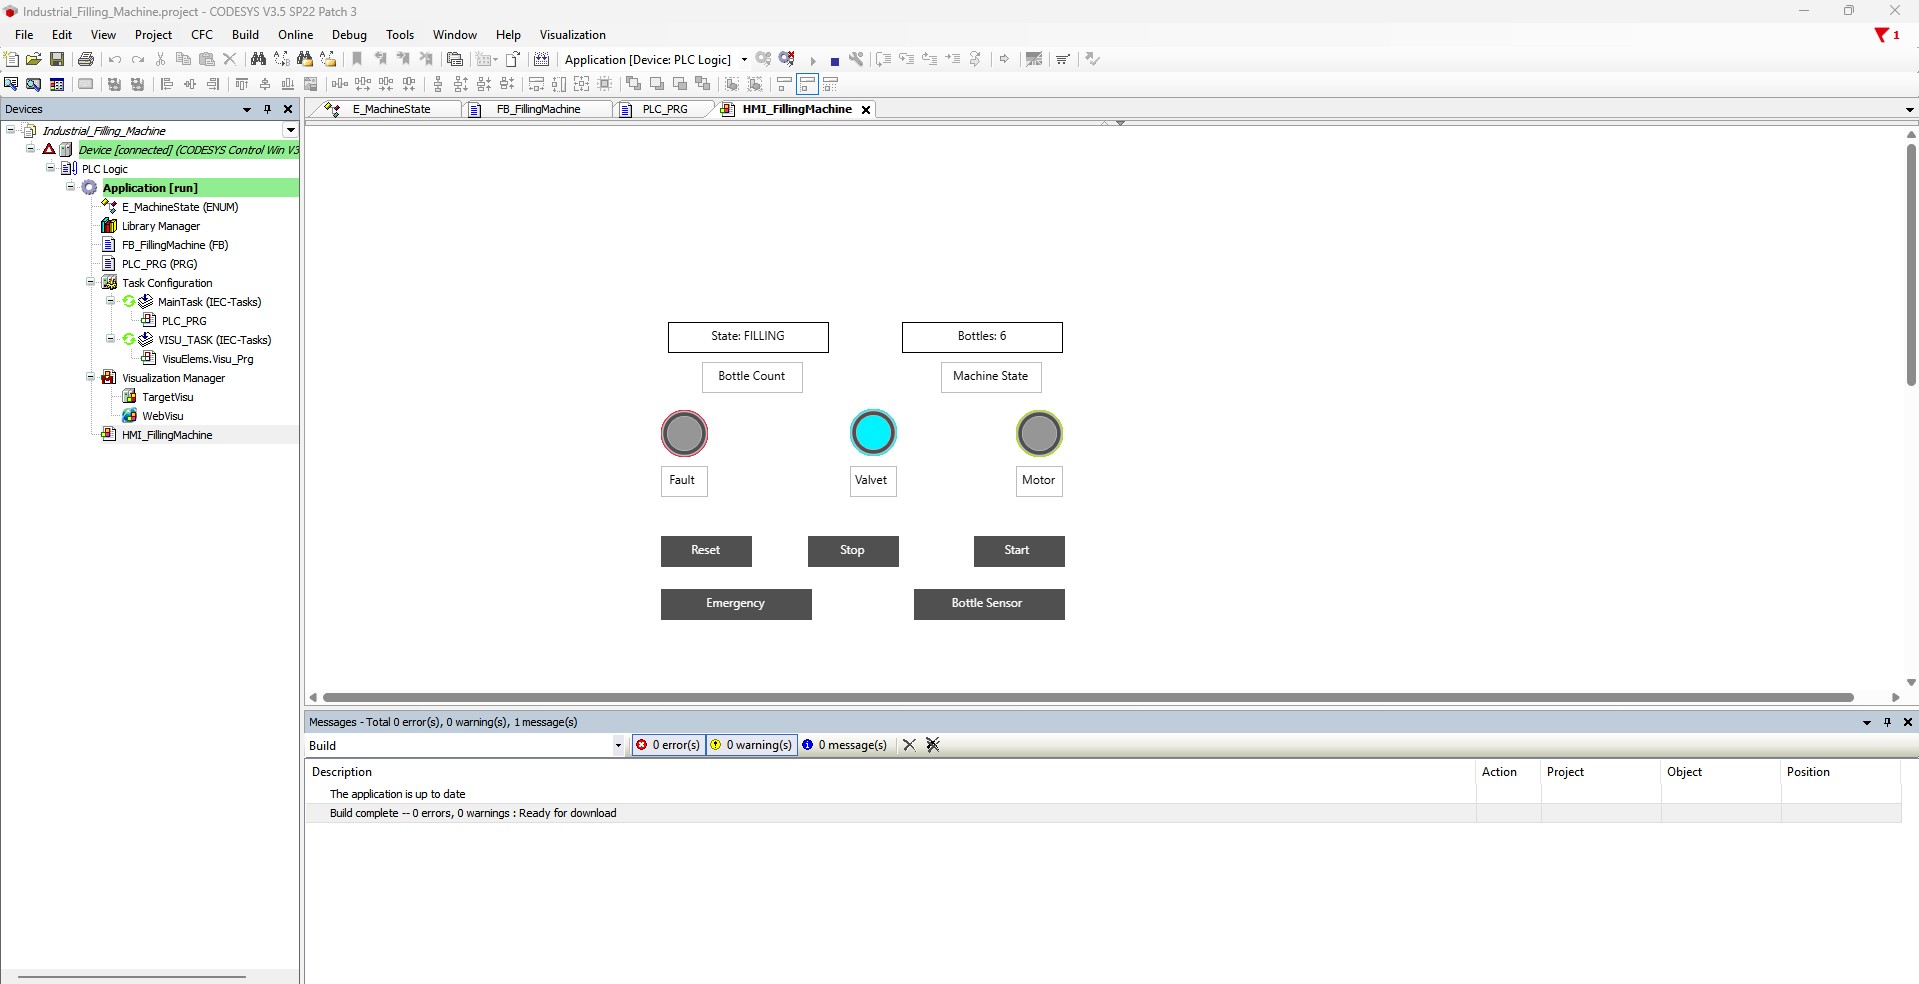 Industrial_Filling_Machine.project - CODESYS V3.5 SP22 Patch 3
File Edit View Project CFC Build Online Debug Tools Window Help Visualization
1
Application [Device: PLC Logic]
Devices
E_MachineState FB_FillingMachine PLC_PRG HMI_FillingMachine
Industrial_Filling_Machine
Device [connected] (CODESYS Control Win V3
PLC Logic
Application [run]
E_MachineState (ENUM)
Library Manager
FB_FillingMachine (FB)
PLC_PRG (PRG)
Task Configuration
MainTask (IEC-Tasks)
PLC_PRG
VISU_TASK (IEC-Tasks)
VisuElems.Visu_Prg
Visualization Manager
TargetVisu
WebVisu
HMI_FillingMachine
State: FILLING Bottles: 6
Bottle Count Machine State
Fault Valvet Motor
Reset Stop Start
Emergency Bottle Sensor
Messages - Total 0 error(s), 0 warning(s), 1 message(s)
Build 0 error(s) 0 warning(s) 0 message(s)
Description Action Project Object Position
The application is up to date
Build complete -- 0 errors, 0 warnings : Ready for download